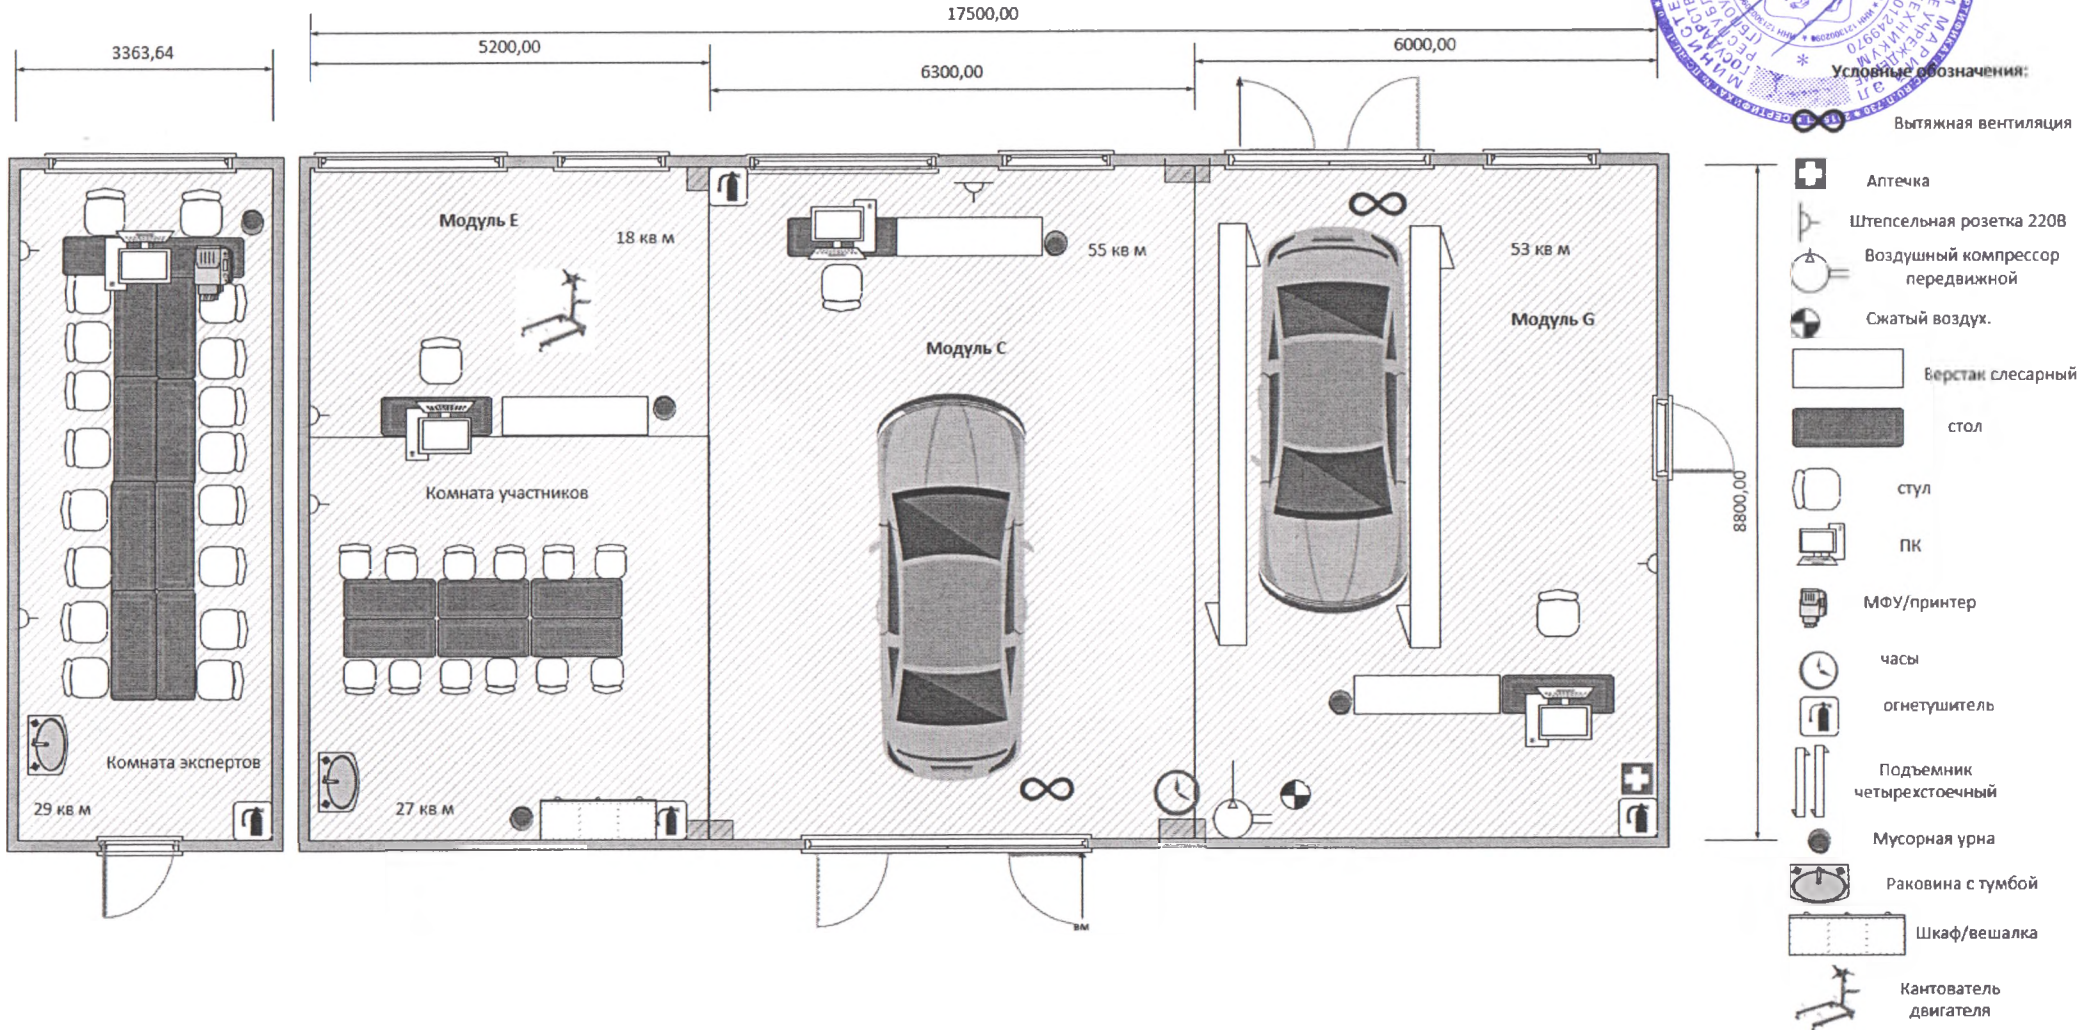 17500,00
3363,64
5200,00
6300,00
6000,00
Условные обозначения:
Вытяжная вентиляция
Аптечка
Штепсельная розетка 220В
Воздушный компрессор
передвижной
Сжатый воздух.
Верстак слесарный
стол
стул
ПК
МФУ/принтер
часы
огнетушитель
Подъемник
четырехстоечный
Мусорная урна
Раковина с тумбой
Шкаф/вешалка
Кантователь
двигателя
Модуль E
18 кв м
55 кв м
53 кв м
Модуль G
Модуль C
Комната участников
8800,00
Комната экспертов
29 кв м
27 кв м
вм